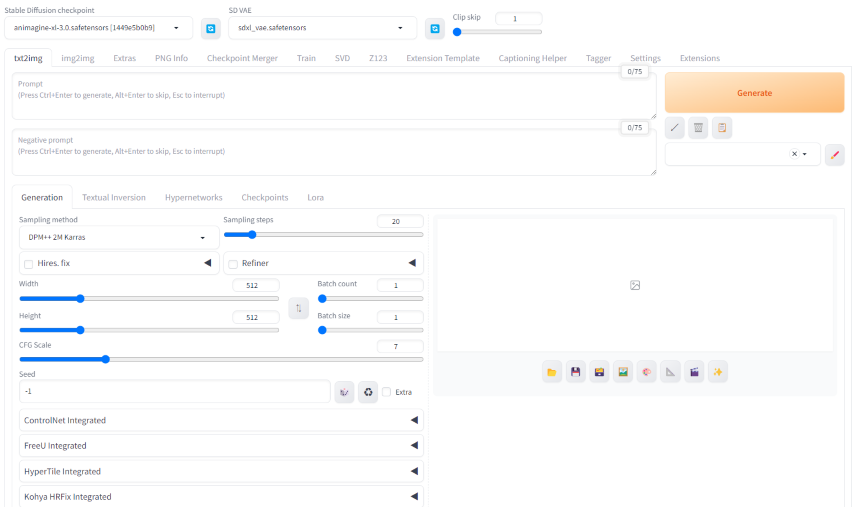 Stable Diffusion checkpoint
animagine-xl-3.0.safetensors [1449e5b0b9]
SD VAE
sdxl_vae.safetensors
Clip skip
1
txt2img img2img Extras PNG Info Checkpoint Merger Train SVD Z123 Extension Template Captioning Helper Tagger Settings Extensions
0/75
Prompt
(Press Ctrl+Enter to generate, Alt+Enter to skip, Esc to interrupt)
Generate
0/75
Negative prompt
(Press Ctrl+Enter to generate, Alt+Enter to skip, Esc to interrupt)
Generation Textual Inversion Hypernetworks Checkpoints Lora
Sampling method
DPM++ 2M Karras
Sampling steps
20
Hires. fix
Refiner
Width
512
Batch count
1
Height
512
Batch size
1
CFG Scale
7
Seed
-1
Extra
ControlNet Integrated
FreeU Integrated
HyperTile Integrated
Kohya HRFix Integrated